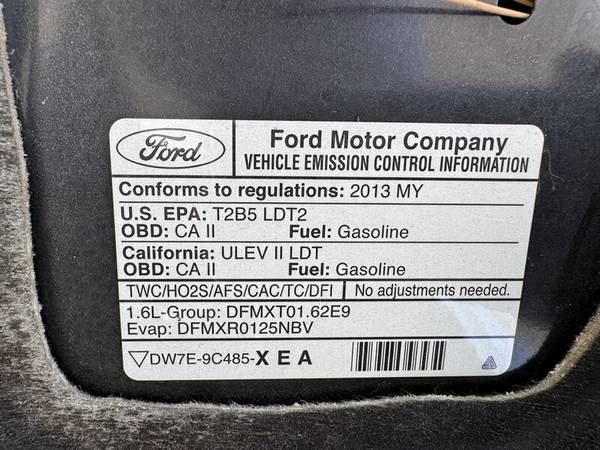 Ford
Ford Motor Company
VEHICLE EMISSION CONTROL INFORMATION
Conforms to regulations: 2013 MY
U.S. EPA: T2B5 LDT2
OBD: CA II Fuel: Gasoline
California: ULEV II LDT
OBD: CA II Fuel: Gasoline
TWC/HO2S/AFS/CAC/TC/DFI No adjustments needed.
1.6L-Group: DFMXT01.62E9
Evap: DFMXR0125NBV
▽DW7E-9C485-X E A